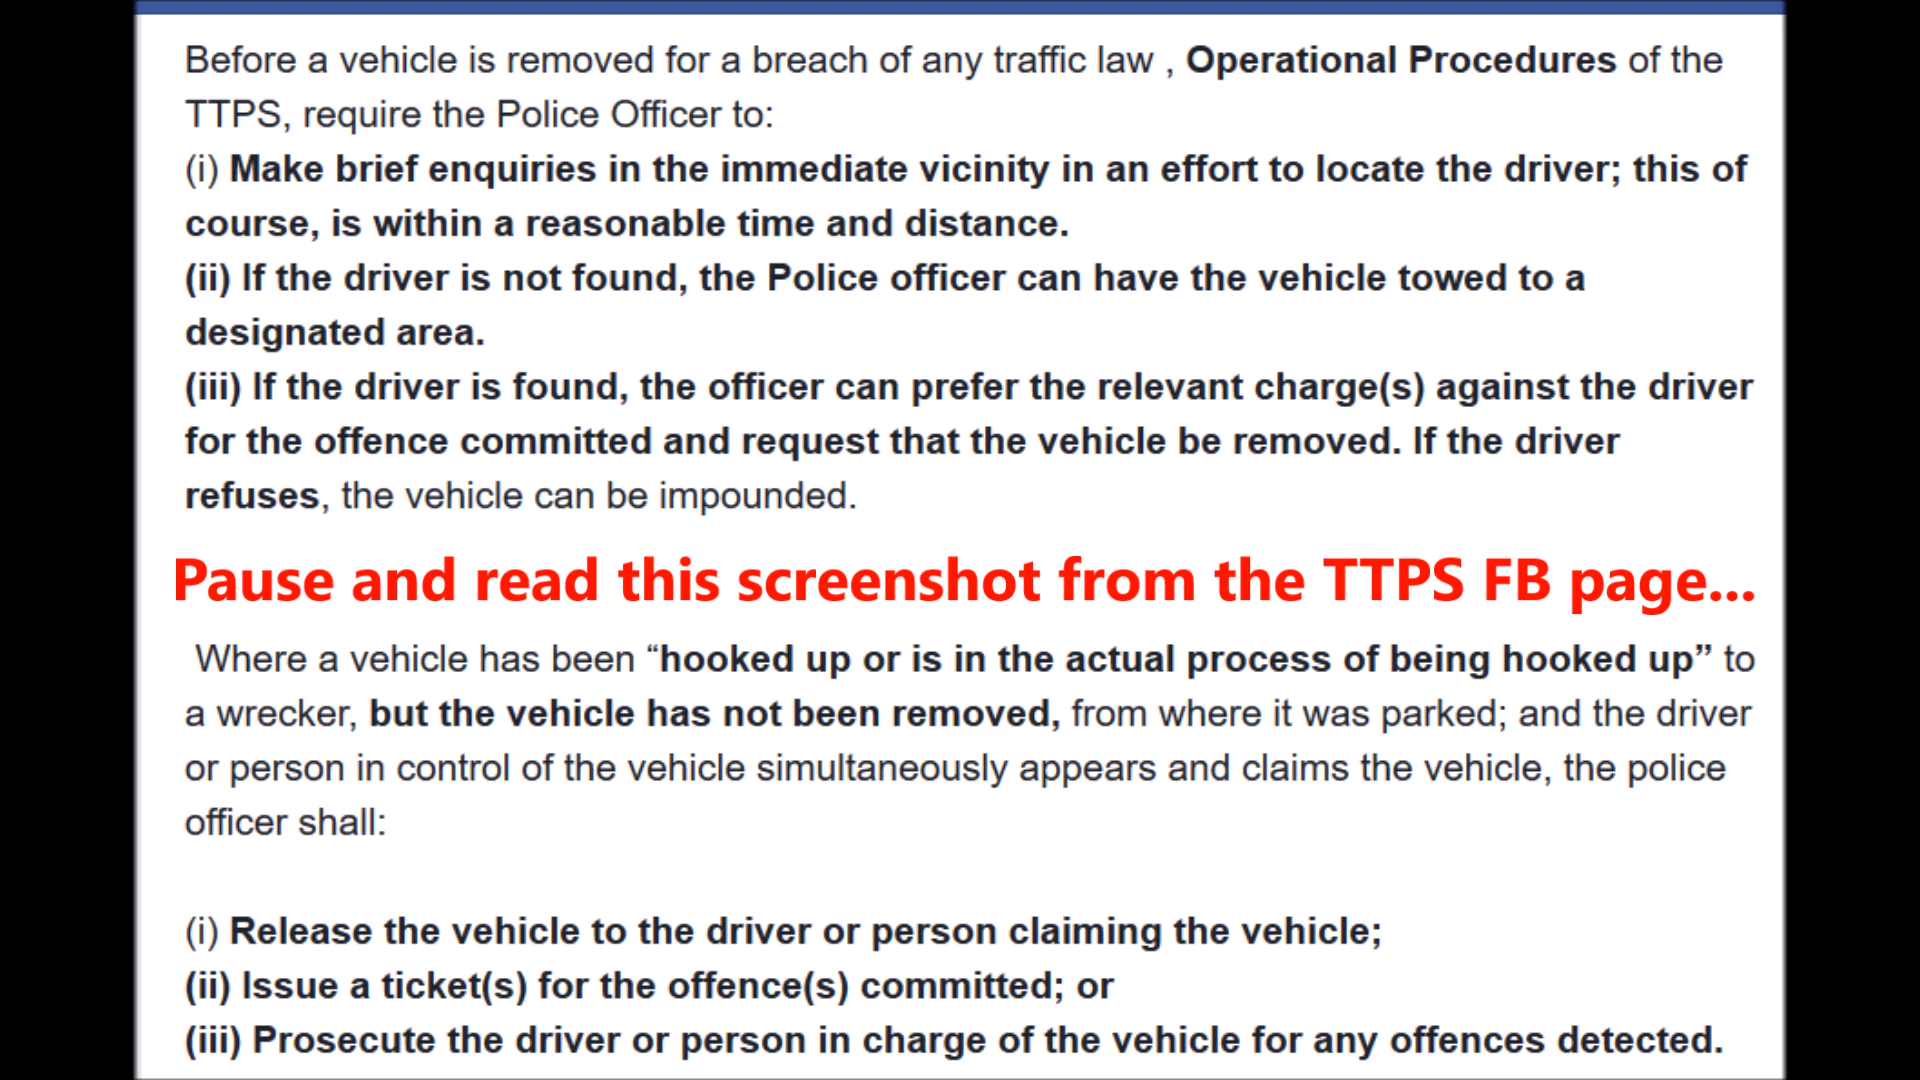 Before a vehicle is removed for a breach of any traffic law , Operational Procedures of the
TTPS, require the Police Officer to:
(i) Make brief enquiries in the immediate vicinity in an effort to locate the driver; this of
course, is within a reasonable time and distance.
(ii) If the driver is not found, the Police officer can have the vehicle towed to a
designated area.
(iii) If the driver is found, the officer can prefer the relevant charge(s) against the driver
for the offence committed and request that the vehicle be removed. If the driver
refuses, the vehicle can be impounded.
Pause and read this screenshot from the TTPS FB page...
Where a vehicle has been “hooked up or is in the actual process of being hooked up” to
a wrecker, but the vehicle has not been removed, from where it was parked; and the driver
or person in control of the vehicle simultaneously appears and claims the vehicle, the police
officer shall:
(i) Release the vehicle to the driver or person claiming the vehicle;
(ii) Issue a ticket(s) for the offence(s) committed; or
(iii) Prosecute the driver or person in charge of the vehicle for any offences detected.